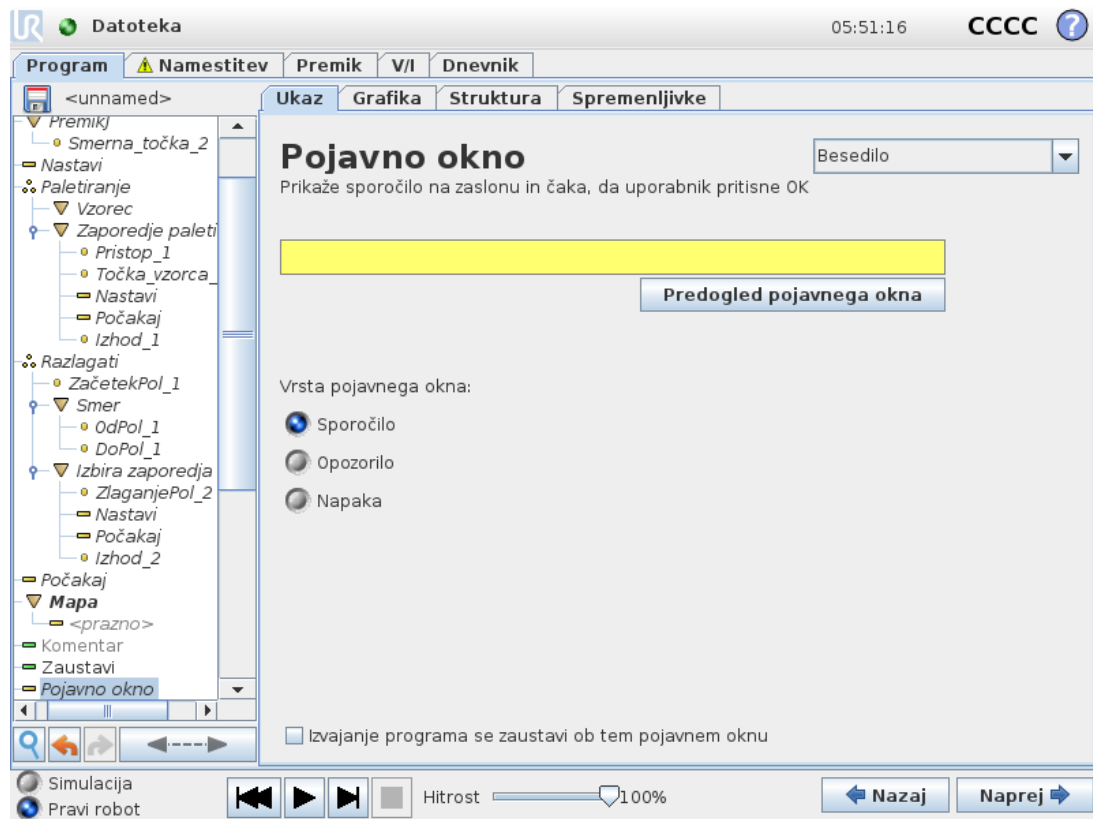 Datoteka
05:51:16
CCCC
?
Program
Namestitev
Premik
V/I
Dnevnik
<unnamed>
Ukaz
Grafika
Struktura
Spremenljivke
PremikJ
Smerna_točka_2
Nastavi
Paletiranje
Vzorec
Zaporedje paleti
Pristop_1
Točka_vzorca_
Nastavi
Počakaj
Izhod_1
Razlagati
ZačetekPol_1
Smer
OdPol_1
DoPol_1
Izbira zaporedja
ZlaganjePol_2
Nastavi
Počakaj
Izhod_2
Počakaj
Mapa
<prazno>
Komentar
Zaustavi
Pojavno okno
Pojavno okno
Besedilo
Prikaže sporočilo na zaslonu in čaka, da uporabnik pritisne OK
Predogled pojavnega okna
Vrsta pojavnega okna:
Sporočilo
Opozorilo
Napaka
Izvajanje programa se zaustavi ob tem pojavnem oknu
Simulacija
Pravi robot
Hitrost
100%
Nazaj
Naprej